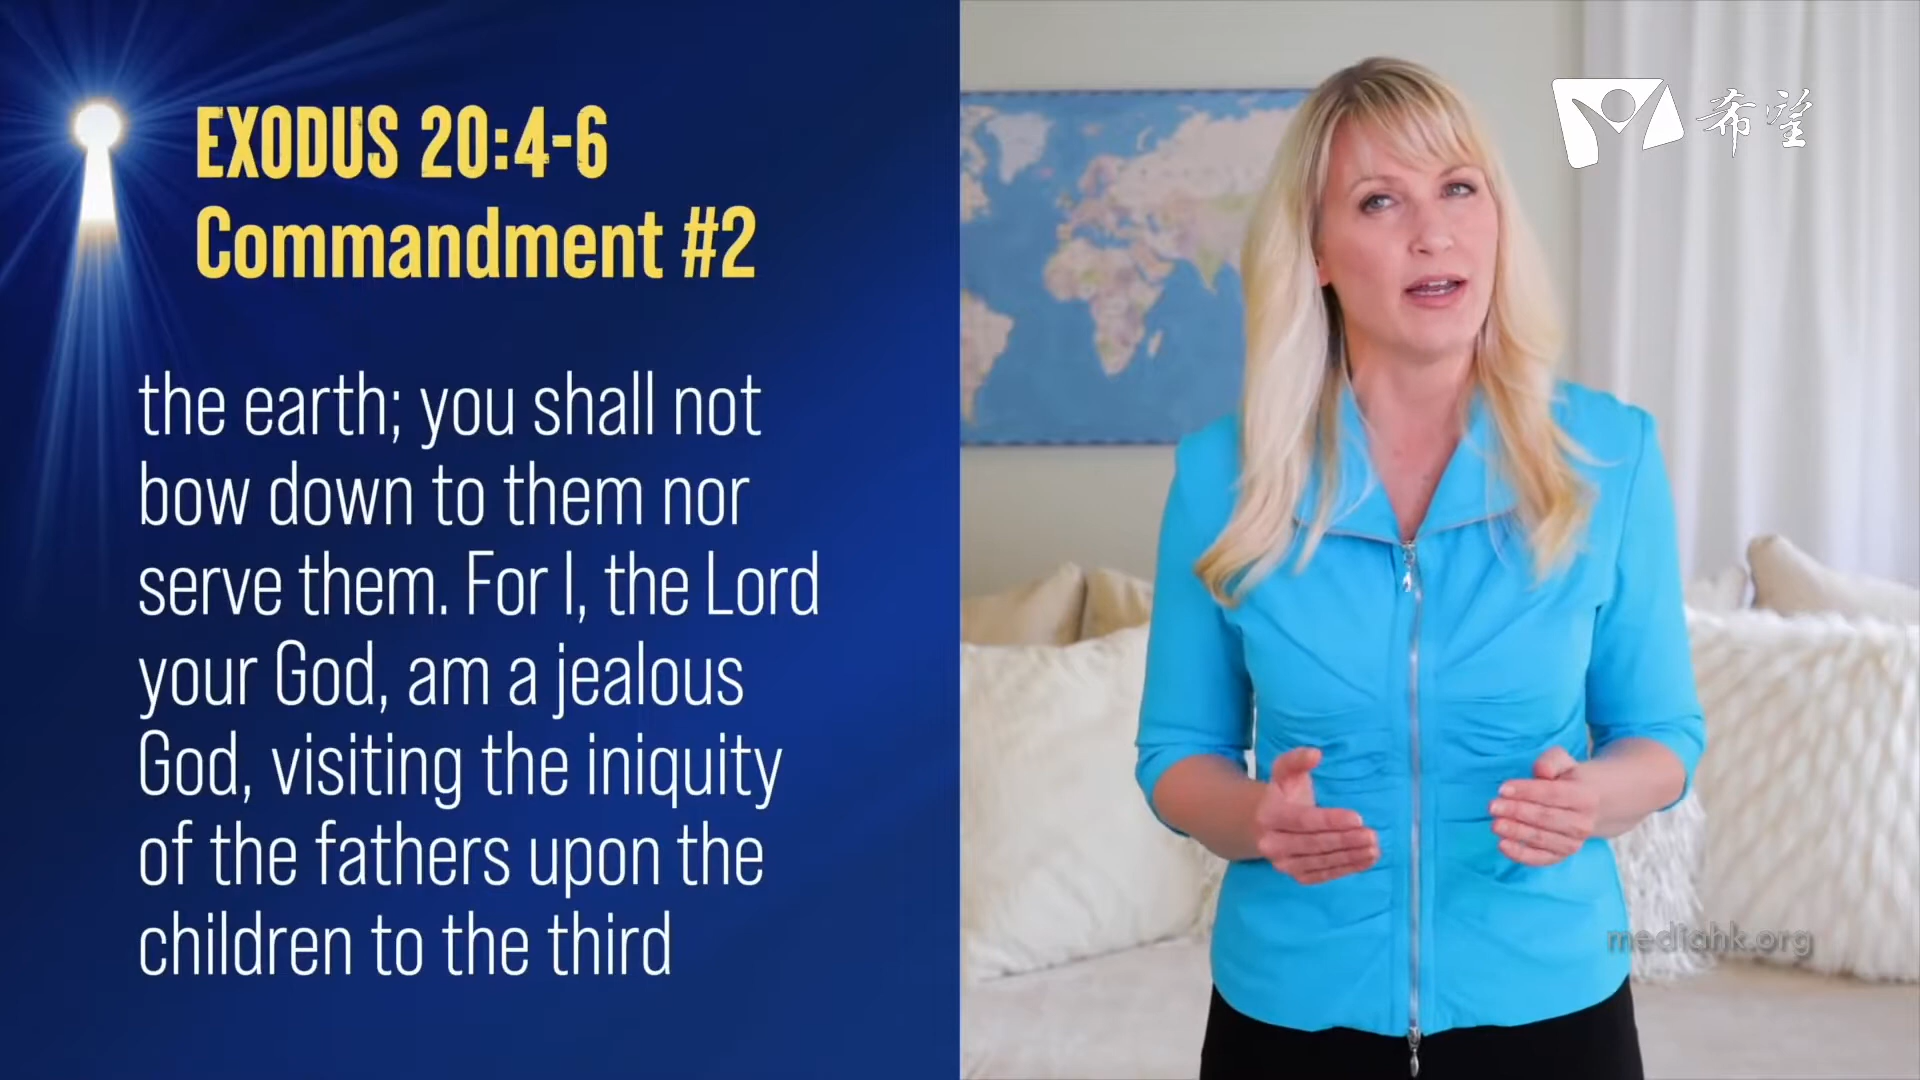 EXODUS 20:4-6
Commandment #2
the earth; you shall not
bow down to them nor
serve them. For I, the Lord
your God, am a jealous
God, visiting the iniquity
of the fathers upon the
children to the third
希望
mediahk.org